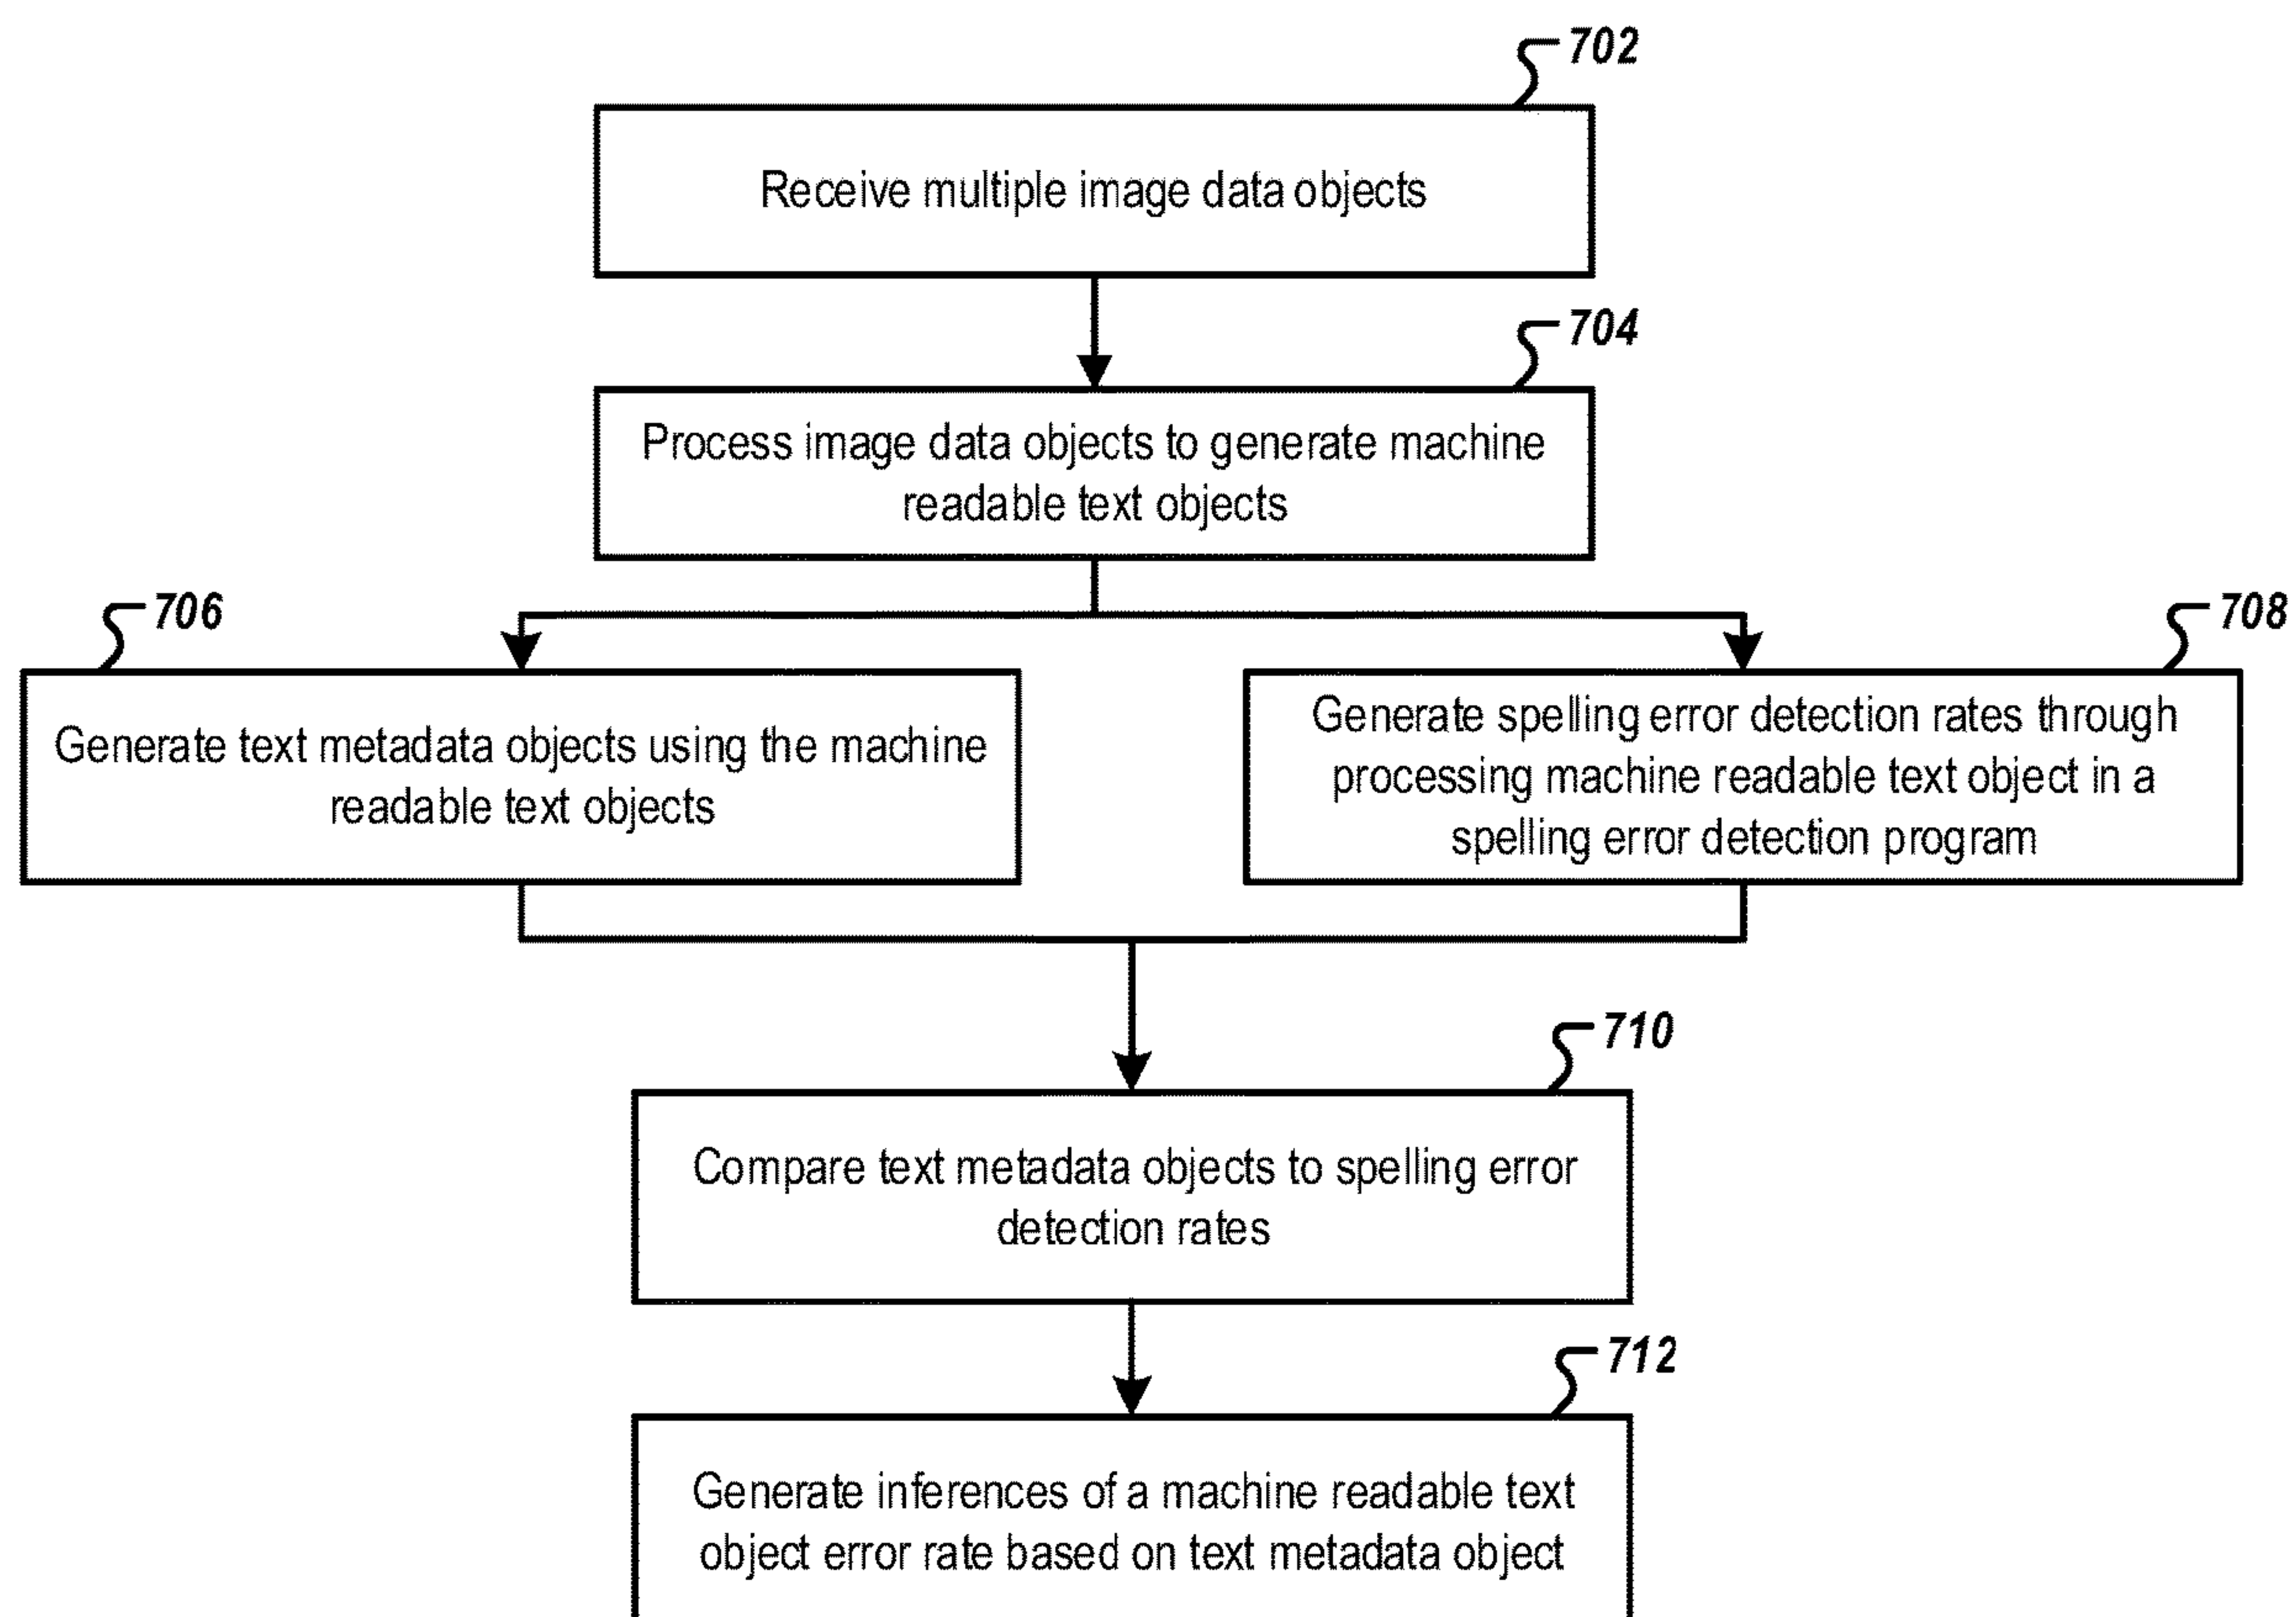 702
Receive multiple image data objects
704
Process image data objects to generate machine
readable text objects
706
Generate text metadata objects using the machine
readable text objects
708
Generate spelling error detection rates through
processing machine readable text object in a
spelling error detection program
710
Compare text metadata objects to spelling error
detection rates
712
Generate inferences of a machine readable text
object error rate based on text metadata object